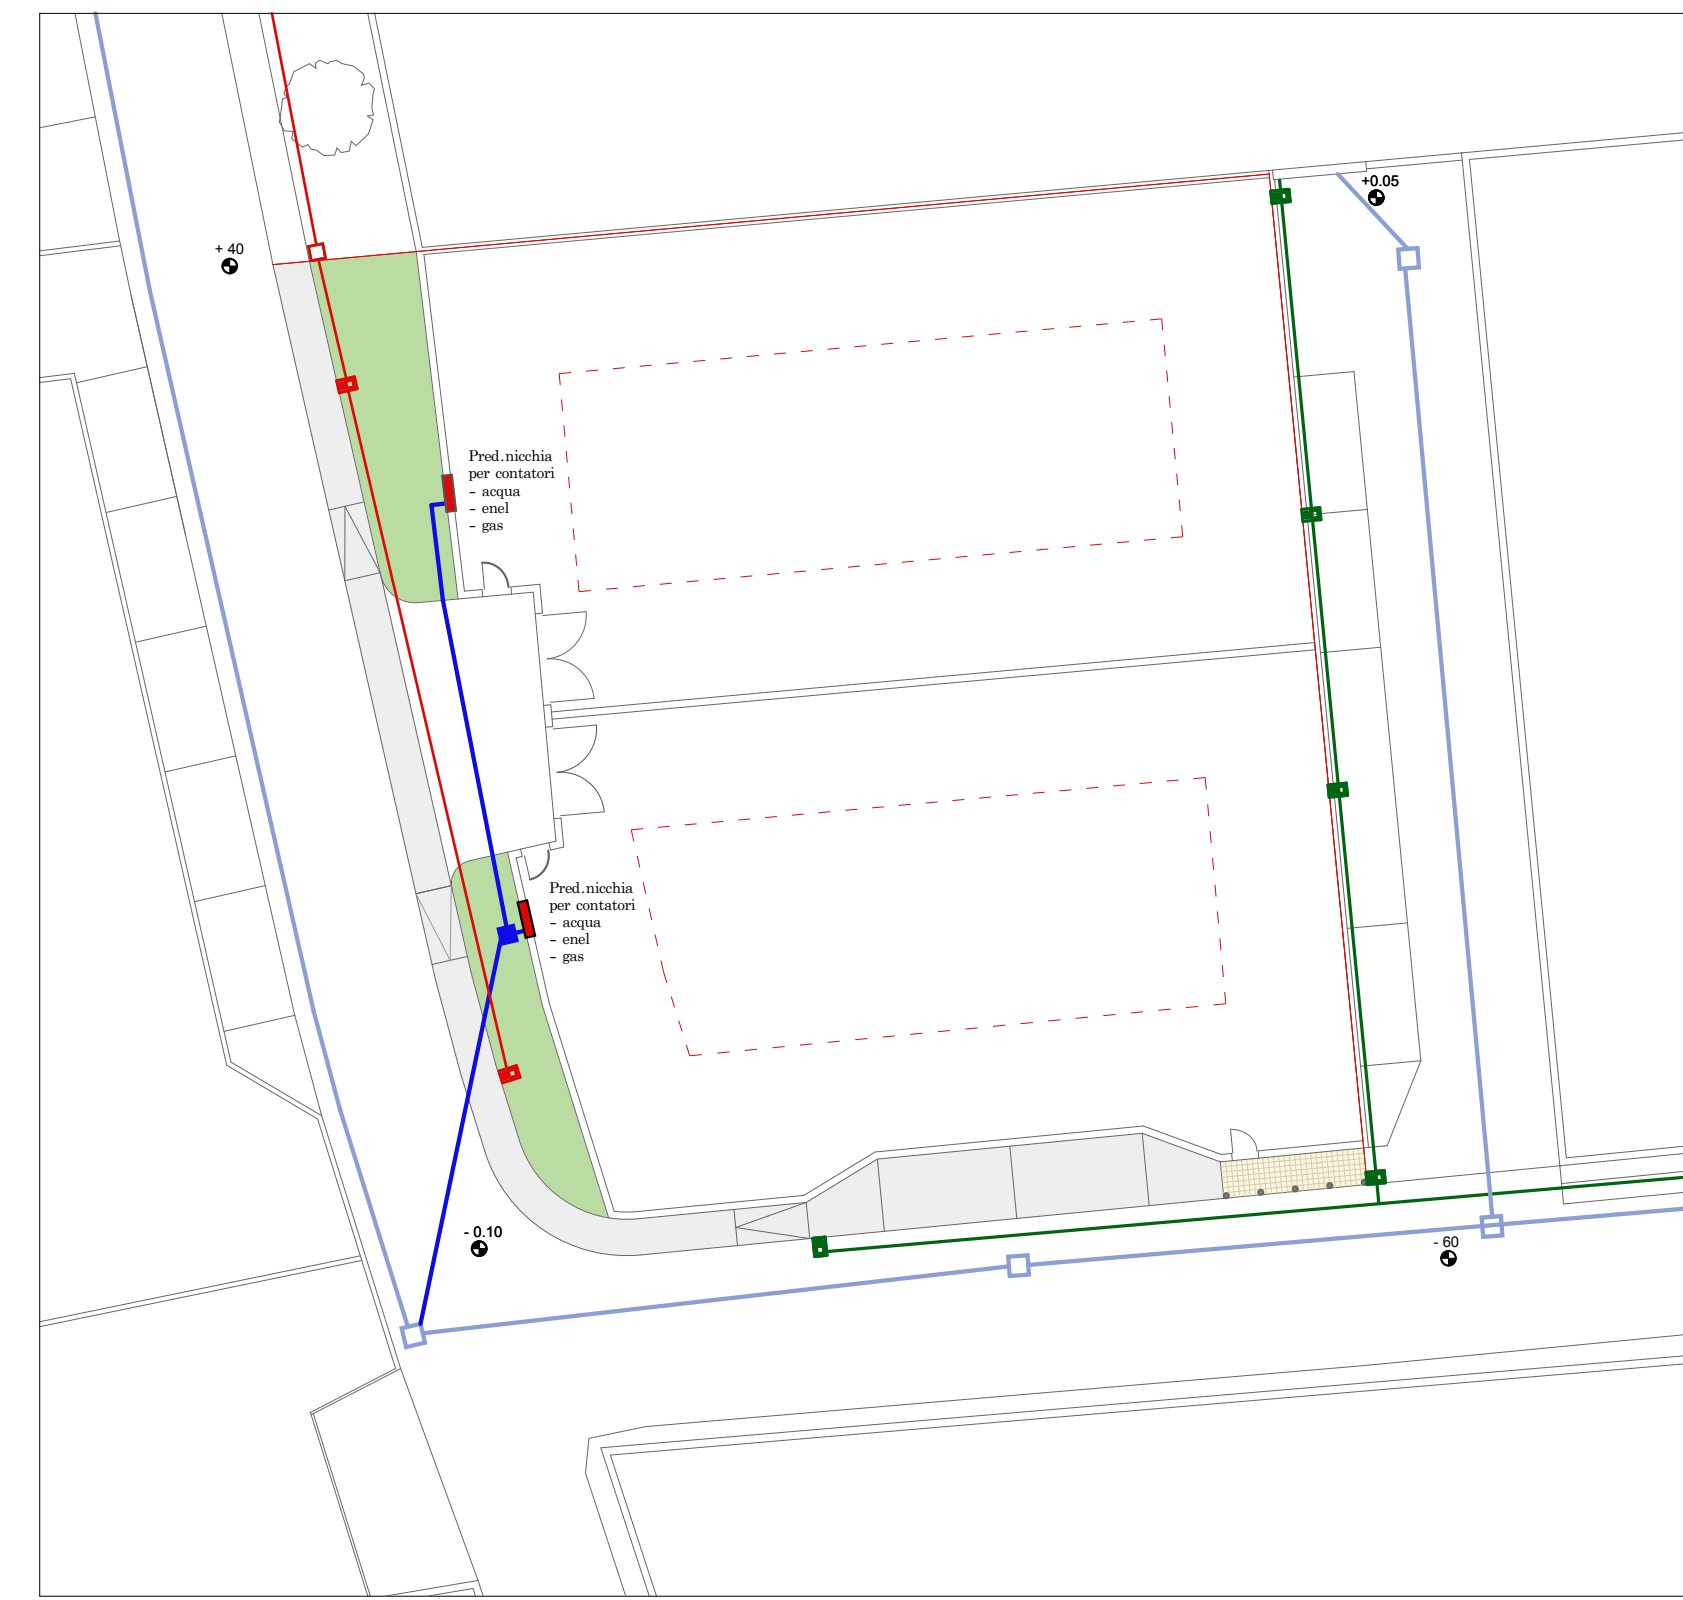 +0.05
+ 40
Pred.nicchia
per contatori
- acqua
- enel
- gas
Pred.nicchia
per contatori
- acqua
- enel
- gas
- 0.10
- 60